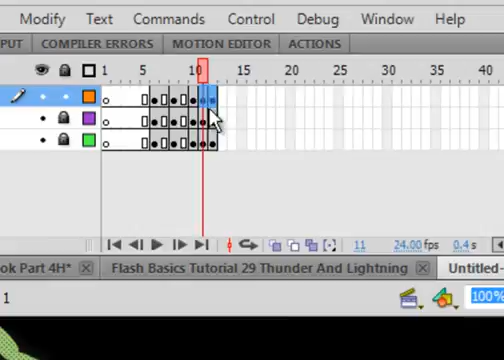 Modify Text Commands Control Debug Window Help
PUT COMPILER ERRORS MOTION EDITOR ACTIONS
1 5 10 15 20 25 30 35 40
11 24.00 fps 0.4 s
ok Part 4H* Flash Basics Tutorial 29 Thunder And Lightning Untitled-
1 100%